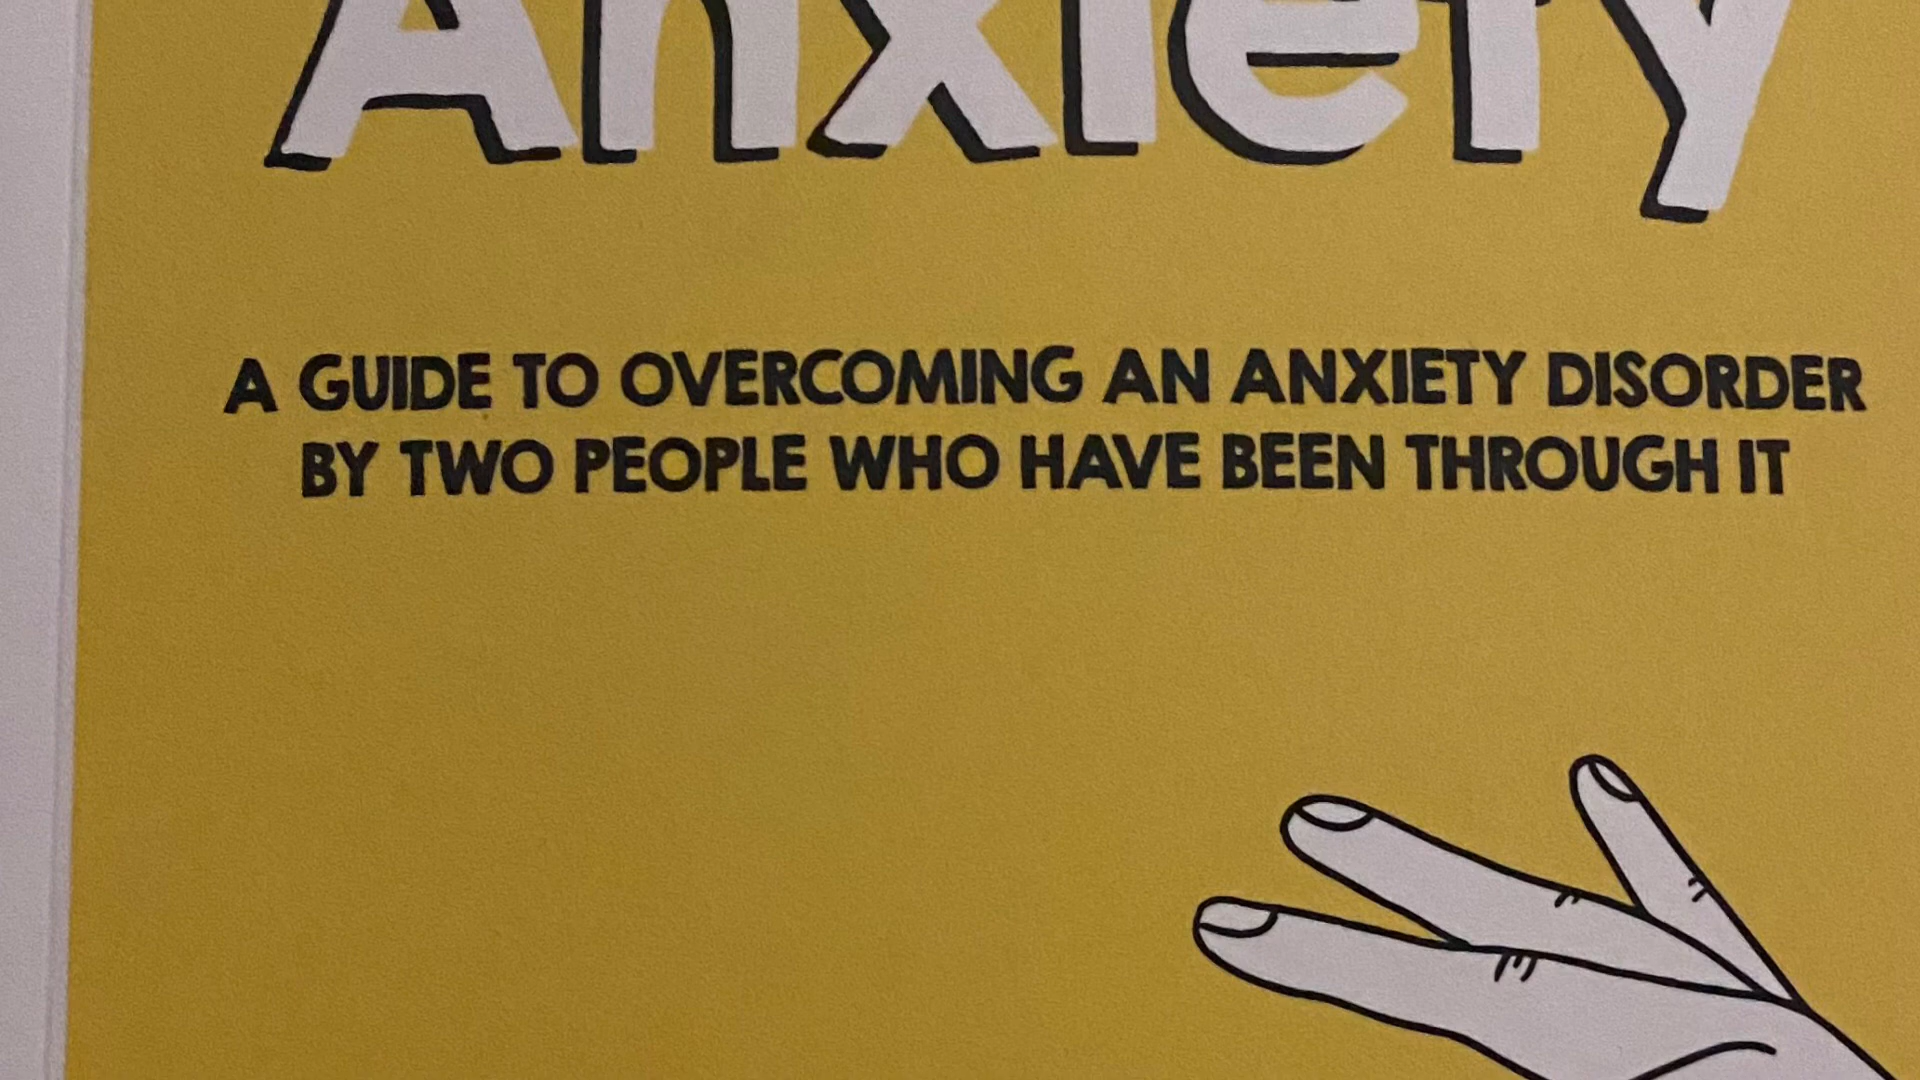 Anxiety
A GUIDE TO OVERCOMING AN ANXIETY DISORDER
BY TWO PEOPLE WHO HAVE BEEN THROUGH IT